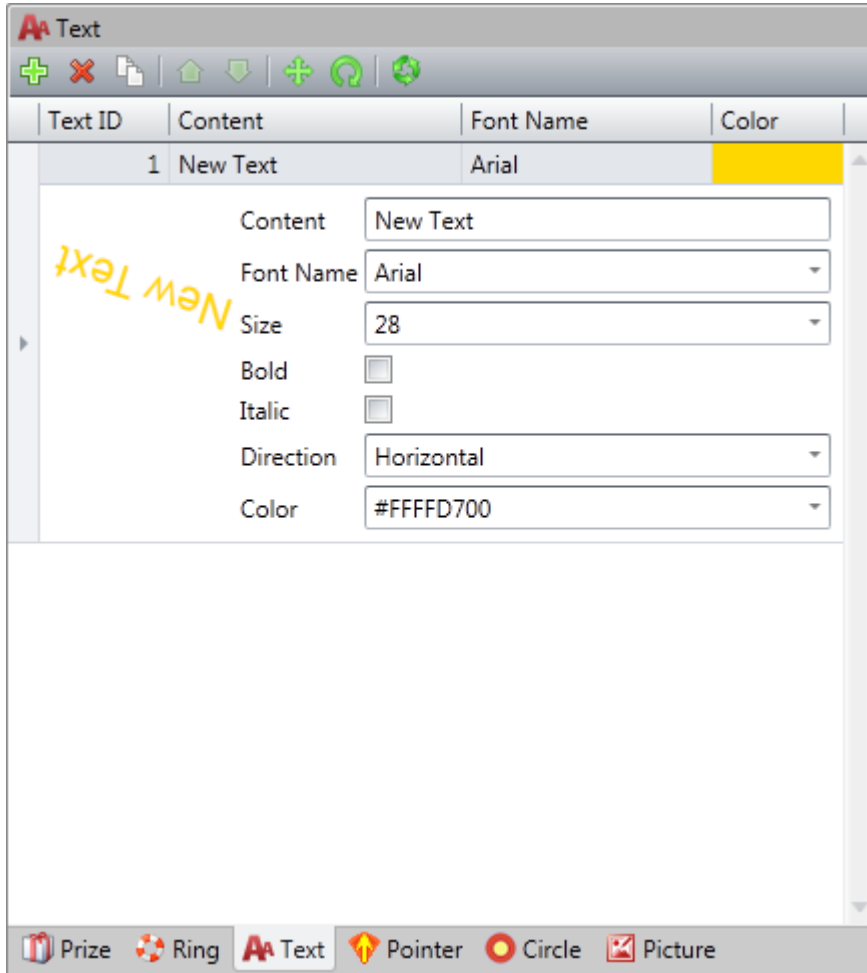 Text
Text ID Content Font Name Color
1 New Text Arial
Content New Text
New Text
Font Name Arial
Size 28
Bold
Italic
Direction Horizontal
Color #FFFFD700
Prize Ring Text Pointer Circle Picture